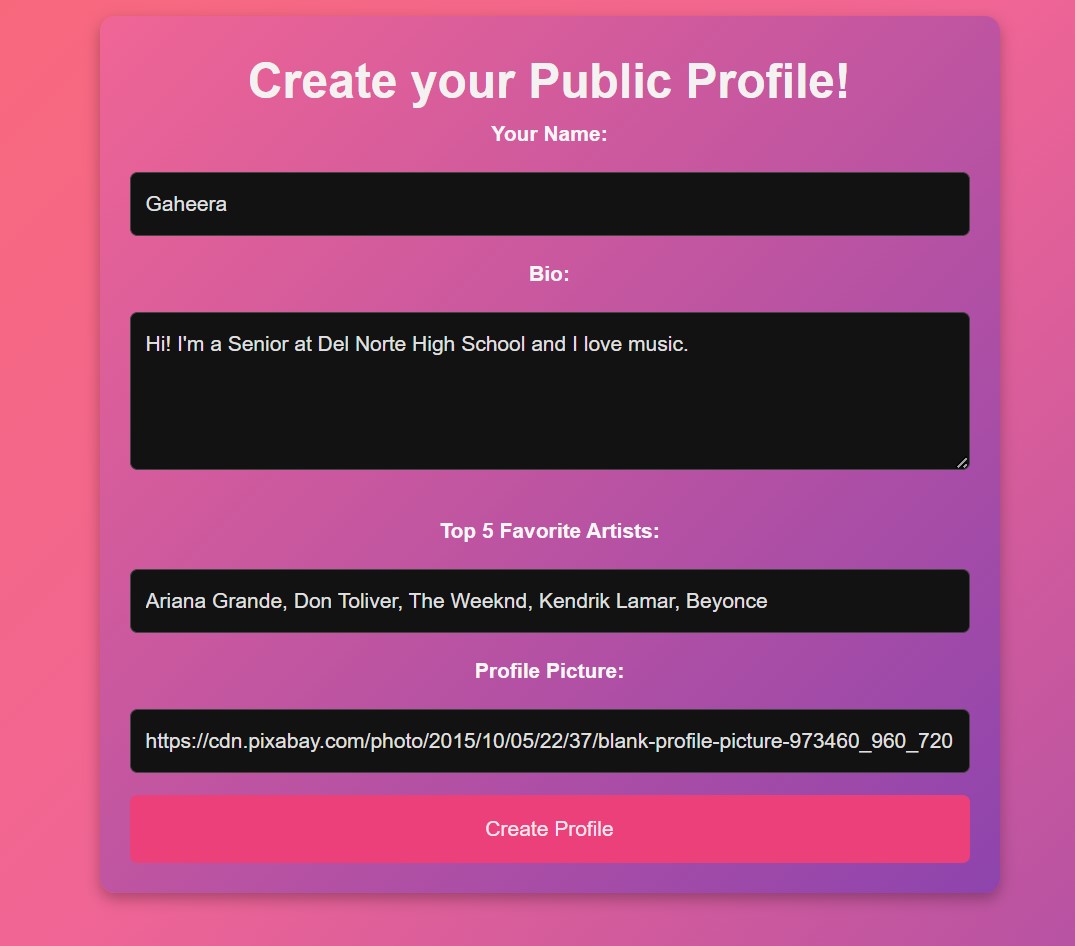 Create your Public Profile!
Your Name:
Gaheera
Bio:
Hi! I'm a Senior at Del Norte High School and I love music.
Top 5 Favorite Artists:
Ariana Grande, Don Toliver, The Weeknd, Kendrik Lamar, Beyonce
Profile Picture:
https://cdn.pixabay.com/photo/2015/10/05/22/37/blank-profile-picture-973460_960_720
Create Profile